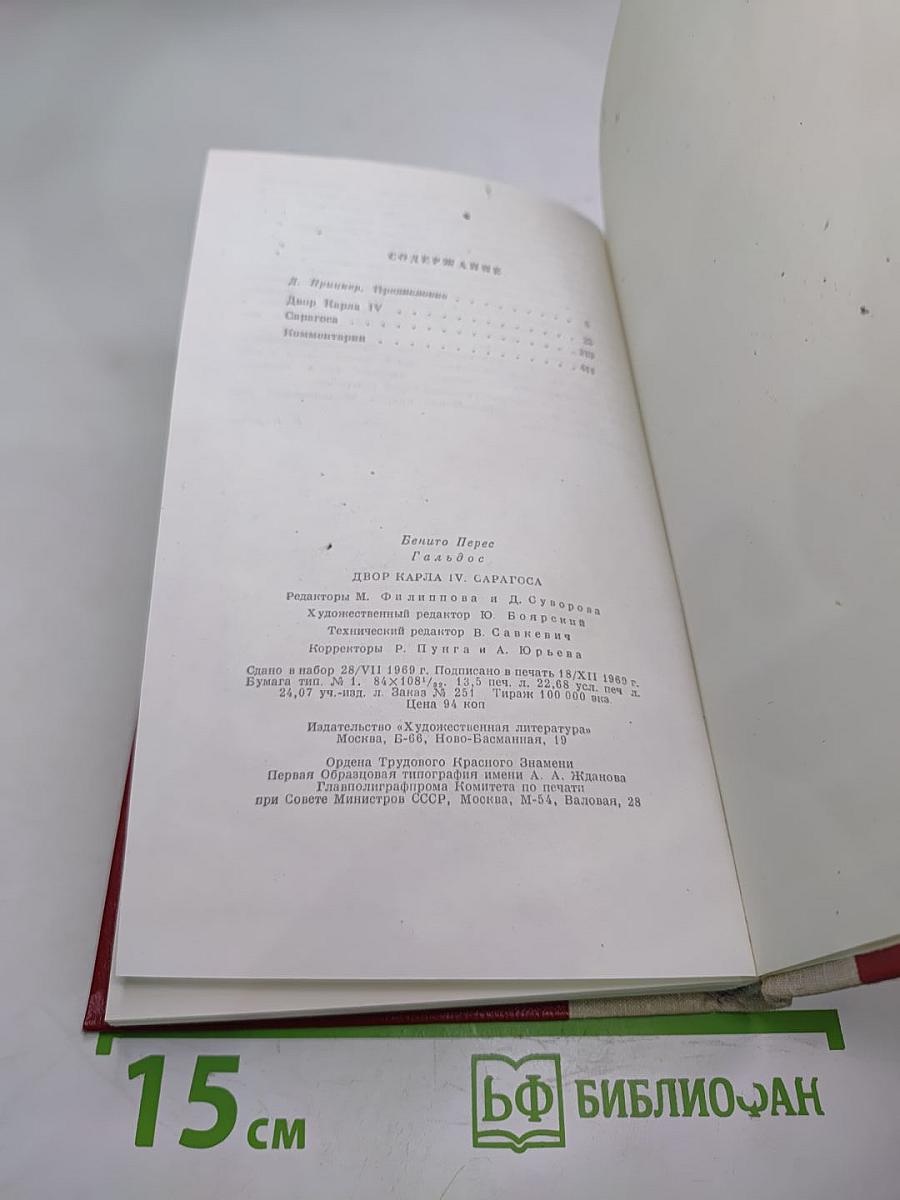 СОДЕРЖАНИЕ
Л. Принкер. Предисловие . . . . . . . 5
Двор Карла IV . . . . . . . . . 25
Сарагоса . . . . . . . . . .
Комментарии . . . . . . . . .
Бенито Перес
Гальдос
ДВОР КАРЛА IV. САРАГОСА
Редакторы М. Филиппова и Д. Суворова
Художественный редактор Ю. Боярский
Технический редактор В. Савкевич
Корректоры Р. Пунга и А. Юрьева
Сдано в набор 28/VII 1969 г. Подписано в печать 18/XII 1969 г.
Бумага тип. № 1. 84×108¹/₃₂. 13,5 печ. л. 22,68 усл. печ л.
24,07 уч.-изд. л. Заказ № 251 Тираж 100 000 экз.
Цена 94 коп
Издательство «Художественная литература»
Москва, Б-66, Ново-Басманная, 19
Ордена Трудового Красного Знамени
Первая Образцовая типография имени А. А. Жданова
Главполиграфпрома Комитета по печати
при Совете Министров СССР, Москва, М-54, Валовая, 28
15 см
БФ БИБЛИОФАН